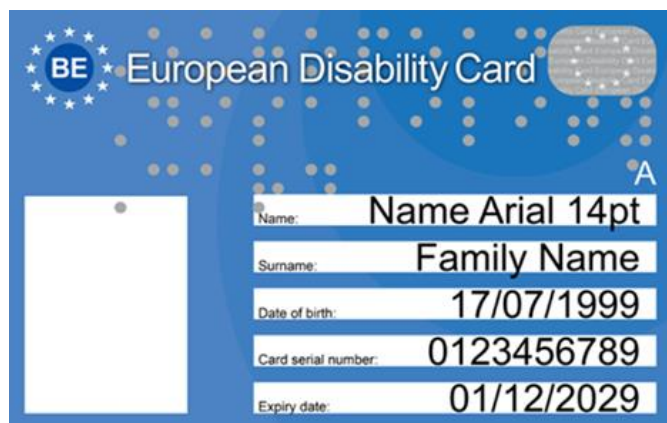 BE European Disability Card
A
Name: Name Arial 14pt
Surname: Family Name
Date of birth: 17/07/1999
Card serial number: 0123456789
Expiry date: 01/12/2029